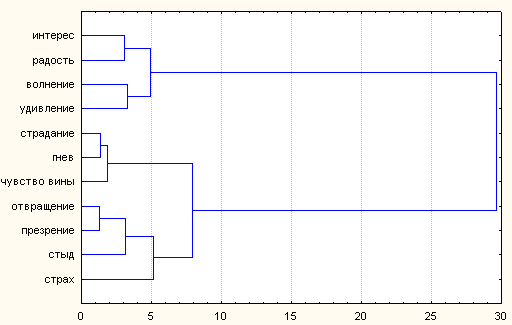 интерес
радость
волнение
удивление
страдание
гнев
чувство вины
отвращение
презрение
стыд
страх
0 5 10 15 20 25 30